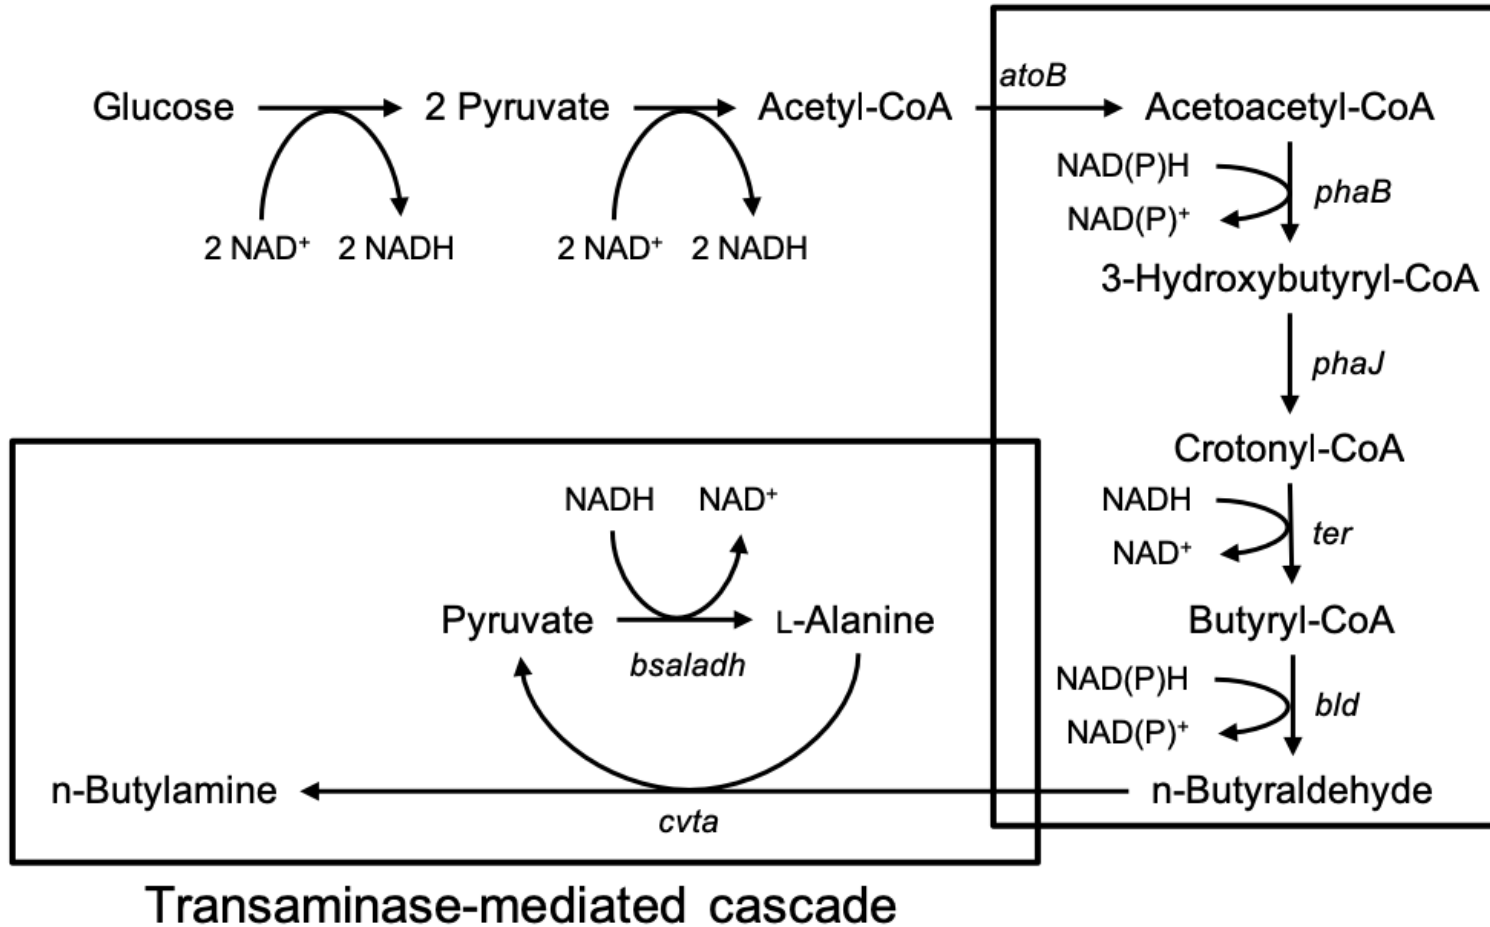 atoB
Glucose 2 Pyruvate Acetyl-CoA Acetoacetyl-CoA
2 NAD⁺ 2 NADH 2 NAD⁺ 2 NADH
NAD(P)H
phaB
NAD(P)⁺
3-Hydroxybutyryl-CoA
phaJ
Crotonyl-CoA
NADH
ter
NAD⁺
Butyryl-CoA
NAD(P)H
bld
NAD(P)⁺
n-Butyraldehyde
NADH NAD⁺
Pyruvate L-Alanine
bsaladh
n-Butylamine
cvta
Transaminase-mediated cascade